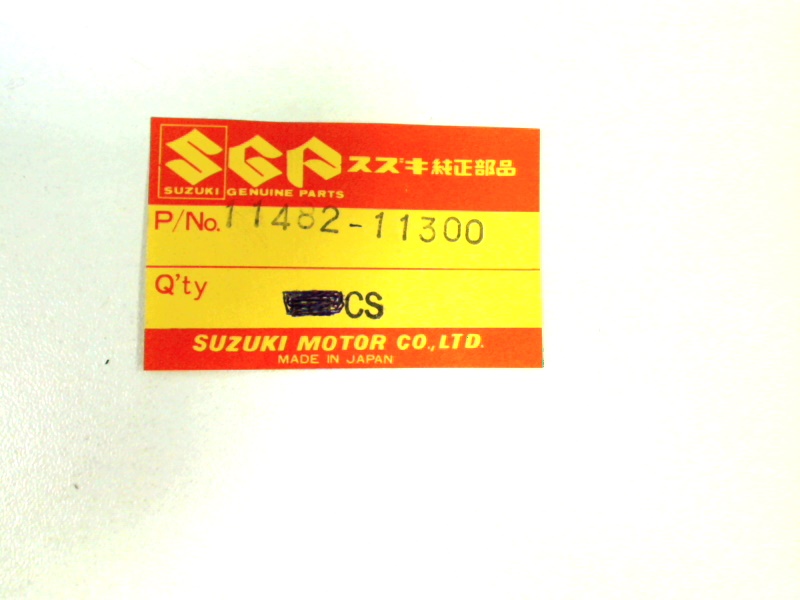 SGP スズキ純正部品
SUZUKI GENUINE PARTS
P/No. 11482-11300
Q'ty CS
SUZUKI MOTOR CO., LTD.
MADE IN JAPAN